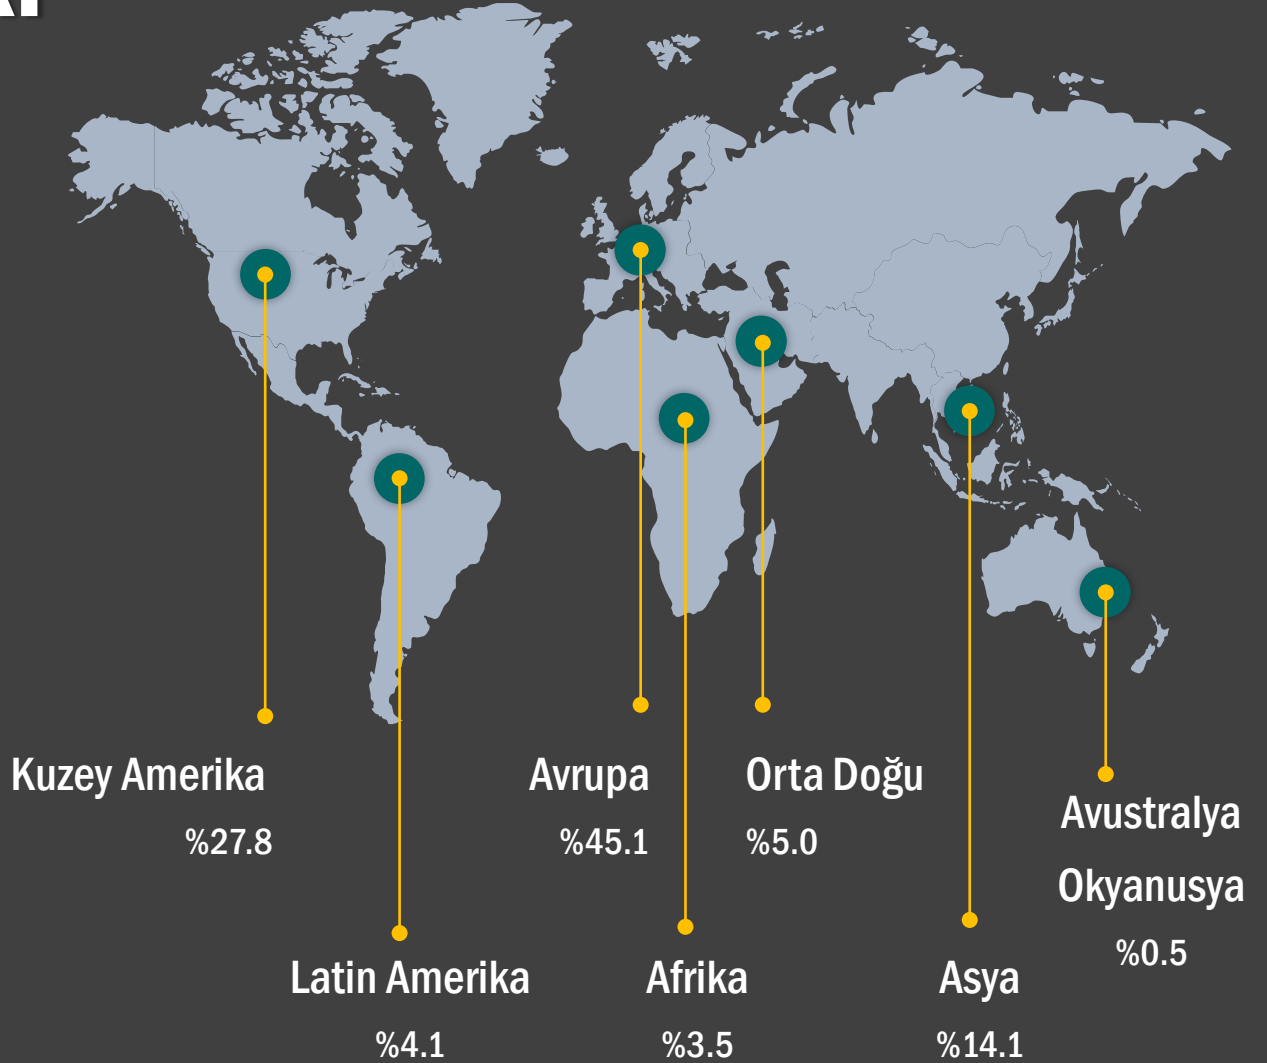 Kuzey Amerika
%27.8
Avrupa
%45.1
Orta Doğu
%5.0
Avustralya
Okyanusya
%0.5
Latin Amerika
%4.1
Afrika
%3.5
Asya
%14.1